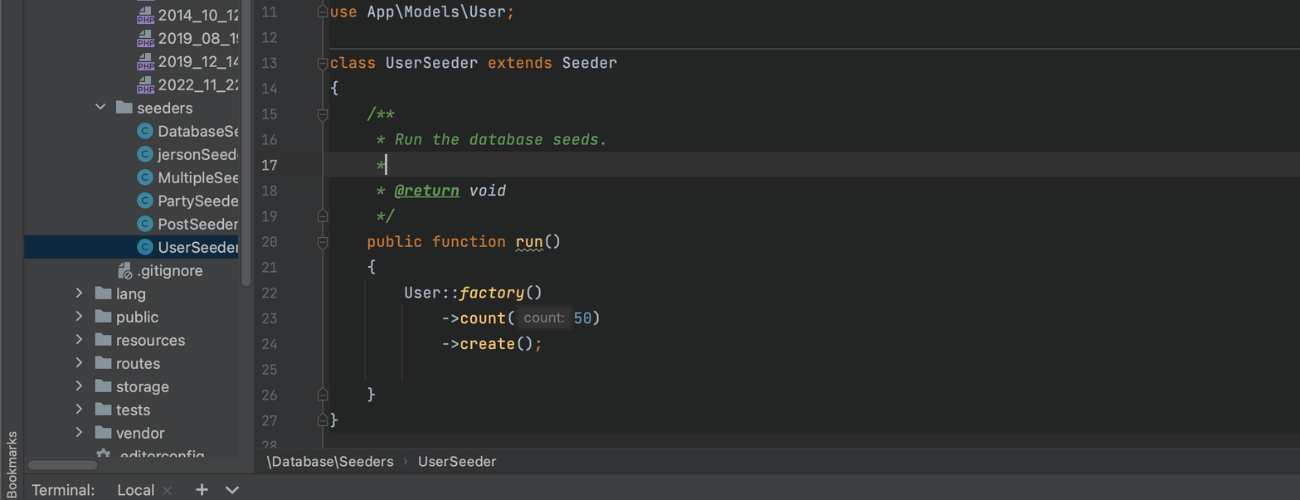 2014_10_12
2019_08_19
2019_12_14
2022_11_22
seeders
DatabaseSe
jersonSeed
MultipleSee
PartySeede
PostSeeder
UserSeeder
.gitignore
lang
public
resources
routes
storage
tests
vendor
.editorconfig
Bookmarks
11 use App\Models\User;
12
13 class UserSeeder extends Seeder
14 {
15 /**
16 * Run the database seeds.
17 *
18 * @return void
19 */
20 public function run()
21 {
22 User::factory()
23 ->count( count: 50)
24 ->create();
25
26 }
27 }
28
\Database\Seeders › UserSeeder
Terminal: Local × +